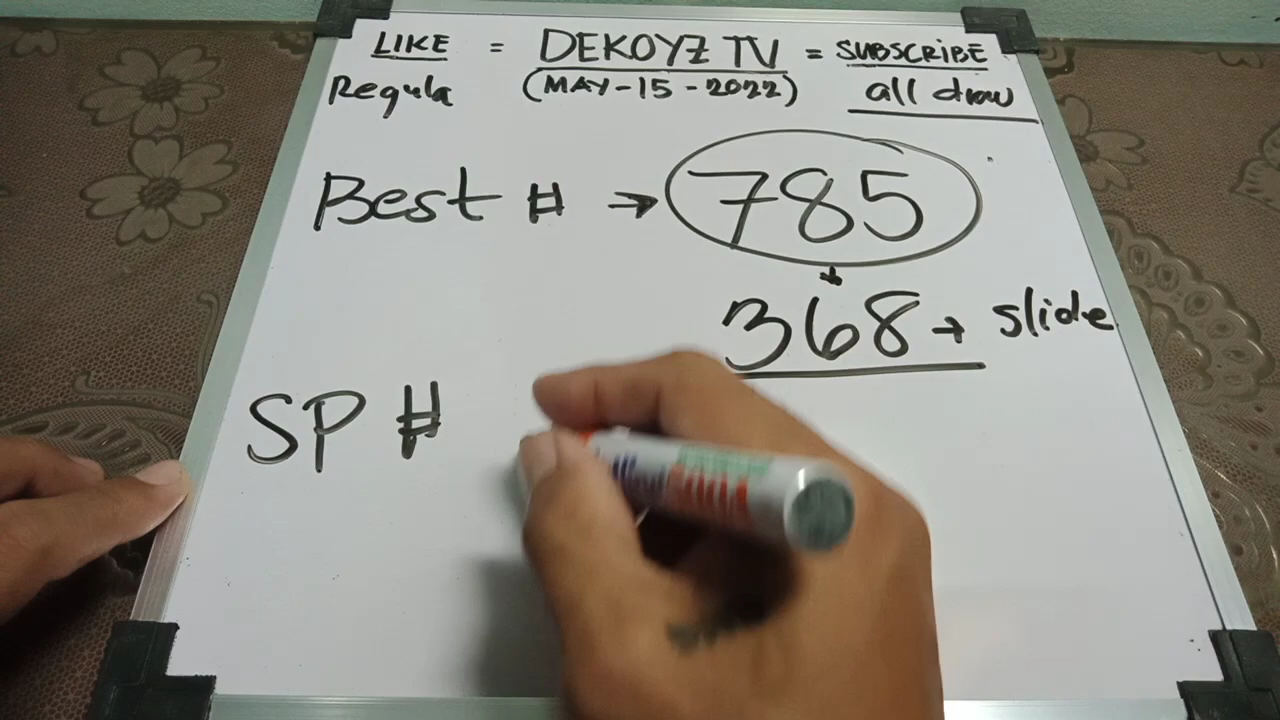 LIKE = DEKOYZ TV = SUBSCRIBE
Regula (MAY-15-2022) all draw
Best # → 785
368 + slide
SP #